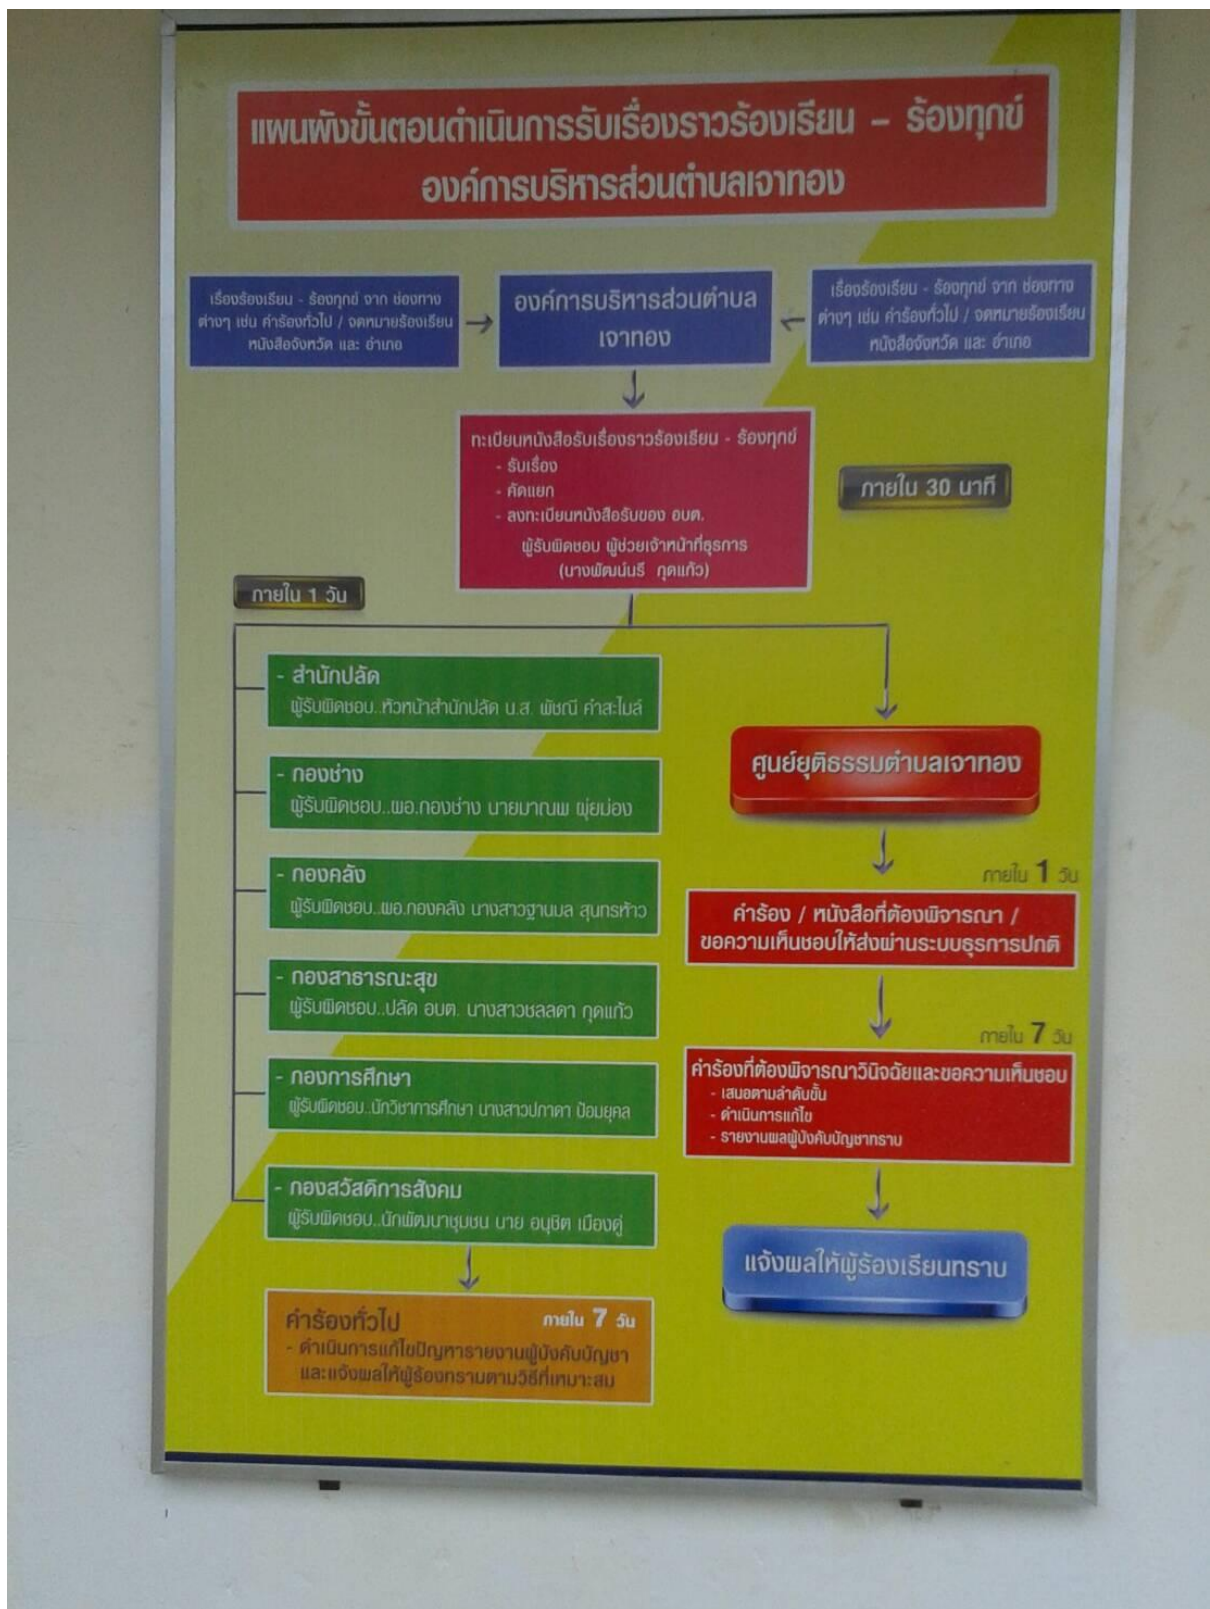 แผนผังขั้นตอนดำเนินการรับเรื่องราวร้องเรียน – ร้องทุกข์
องค์การบริหารส่วนตำบลเจาทอง
เรื่องร้องเรียน - ร้องทุกข์ จาก ช่องทาง
ต่างๆ เช่น คำร้องทั่วไป / จดหมายร้องเรียน
หนังสือจังหวัด และ อำเภอ
องค์การบริหารส่วนตำบล
เจาทอง
เรื่องร้องเรียน - ร้องทุกข์ จาก ช่องทาง
ต่างๆ เช่น คำร้องทั่วไป / จดหมายร้องเรียน
หนังสือจังหวัด และ อำเภอ
ทะเบียนหนังสือรับเรื่องราวร้องเรียน - ร้องทุกข์
- รับเรื่อง
- คัดแยก
- ลงทะเบียนหนังสือรับของ อบต.
ผู้รับผิดชอบ ผู้ช่วยเจ้าหน้าที่ธุรการ
(นางพัฒน์นรี กุดแก้ว)
ภายใน 30 นาที
ภายใน 1 วัน
- สำนักปลัด
ผู้รับผิดชอบ..หัวหน้าสำนักปลัด น.ส. พัชณี คำสะไมล์
- กองช่าง
ผู้รับผิดชอบ..ผอ.กองช่าง นายมาณพ ผุ่ยม่อง
- กองคลัง
ผู้รับผิดชอบ..ผอ.กองคลัง นางสาวฐานมล สุนทรห้าว
- กองสาธารณะสุข
ผู้รับผิดชอบ..ปลัด อบต. นางสาวชลลดา กุดแก้ว
- กองการศึกษา
ผู้รับผิดชอบ..นักวิชาการศึกษา นางสาวปภาดา ป้อมยุคล
- กองสวัสดิการสังคม
ผู้รับผิดชอบ..นักพัฒนาชุมชน นาย อนุชิต เมืองคู่
คำร้องทั่วไป ภายใน 7 วัน
- ดำเนินการแก้ไขปัญหารายงานผู้บังคับบัญชา
และแจ้งผลให้ผู้ร้องทราบตามวิธีที่เหมาะสม
ศูนย์ยุติธรรมตำบลเจาทอง
ภายใน 1 วัน
คำร้อง / หนังสือที่ต้องพิจารณา /
ขอความเห็นชอบให้ส่งผ่านระบบธุรการปกติ
ภายใน 7 วัน
คำร้องที่ต้องพิจารณาวินิจฉัยและขอความเห็นชอบ
- เสนอตามลำดับขั้น
- ดำเนินการแก้ไข
- รายงานผลผู้บังคับบัญชาทราบ
แจ้งผลให้ผู้ร้องเรียนทราบ